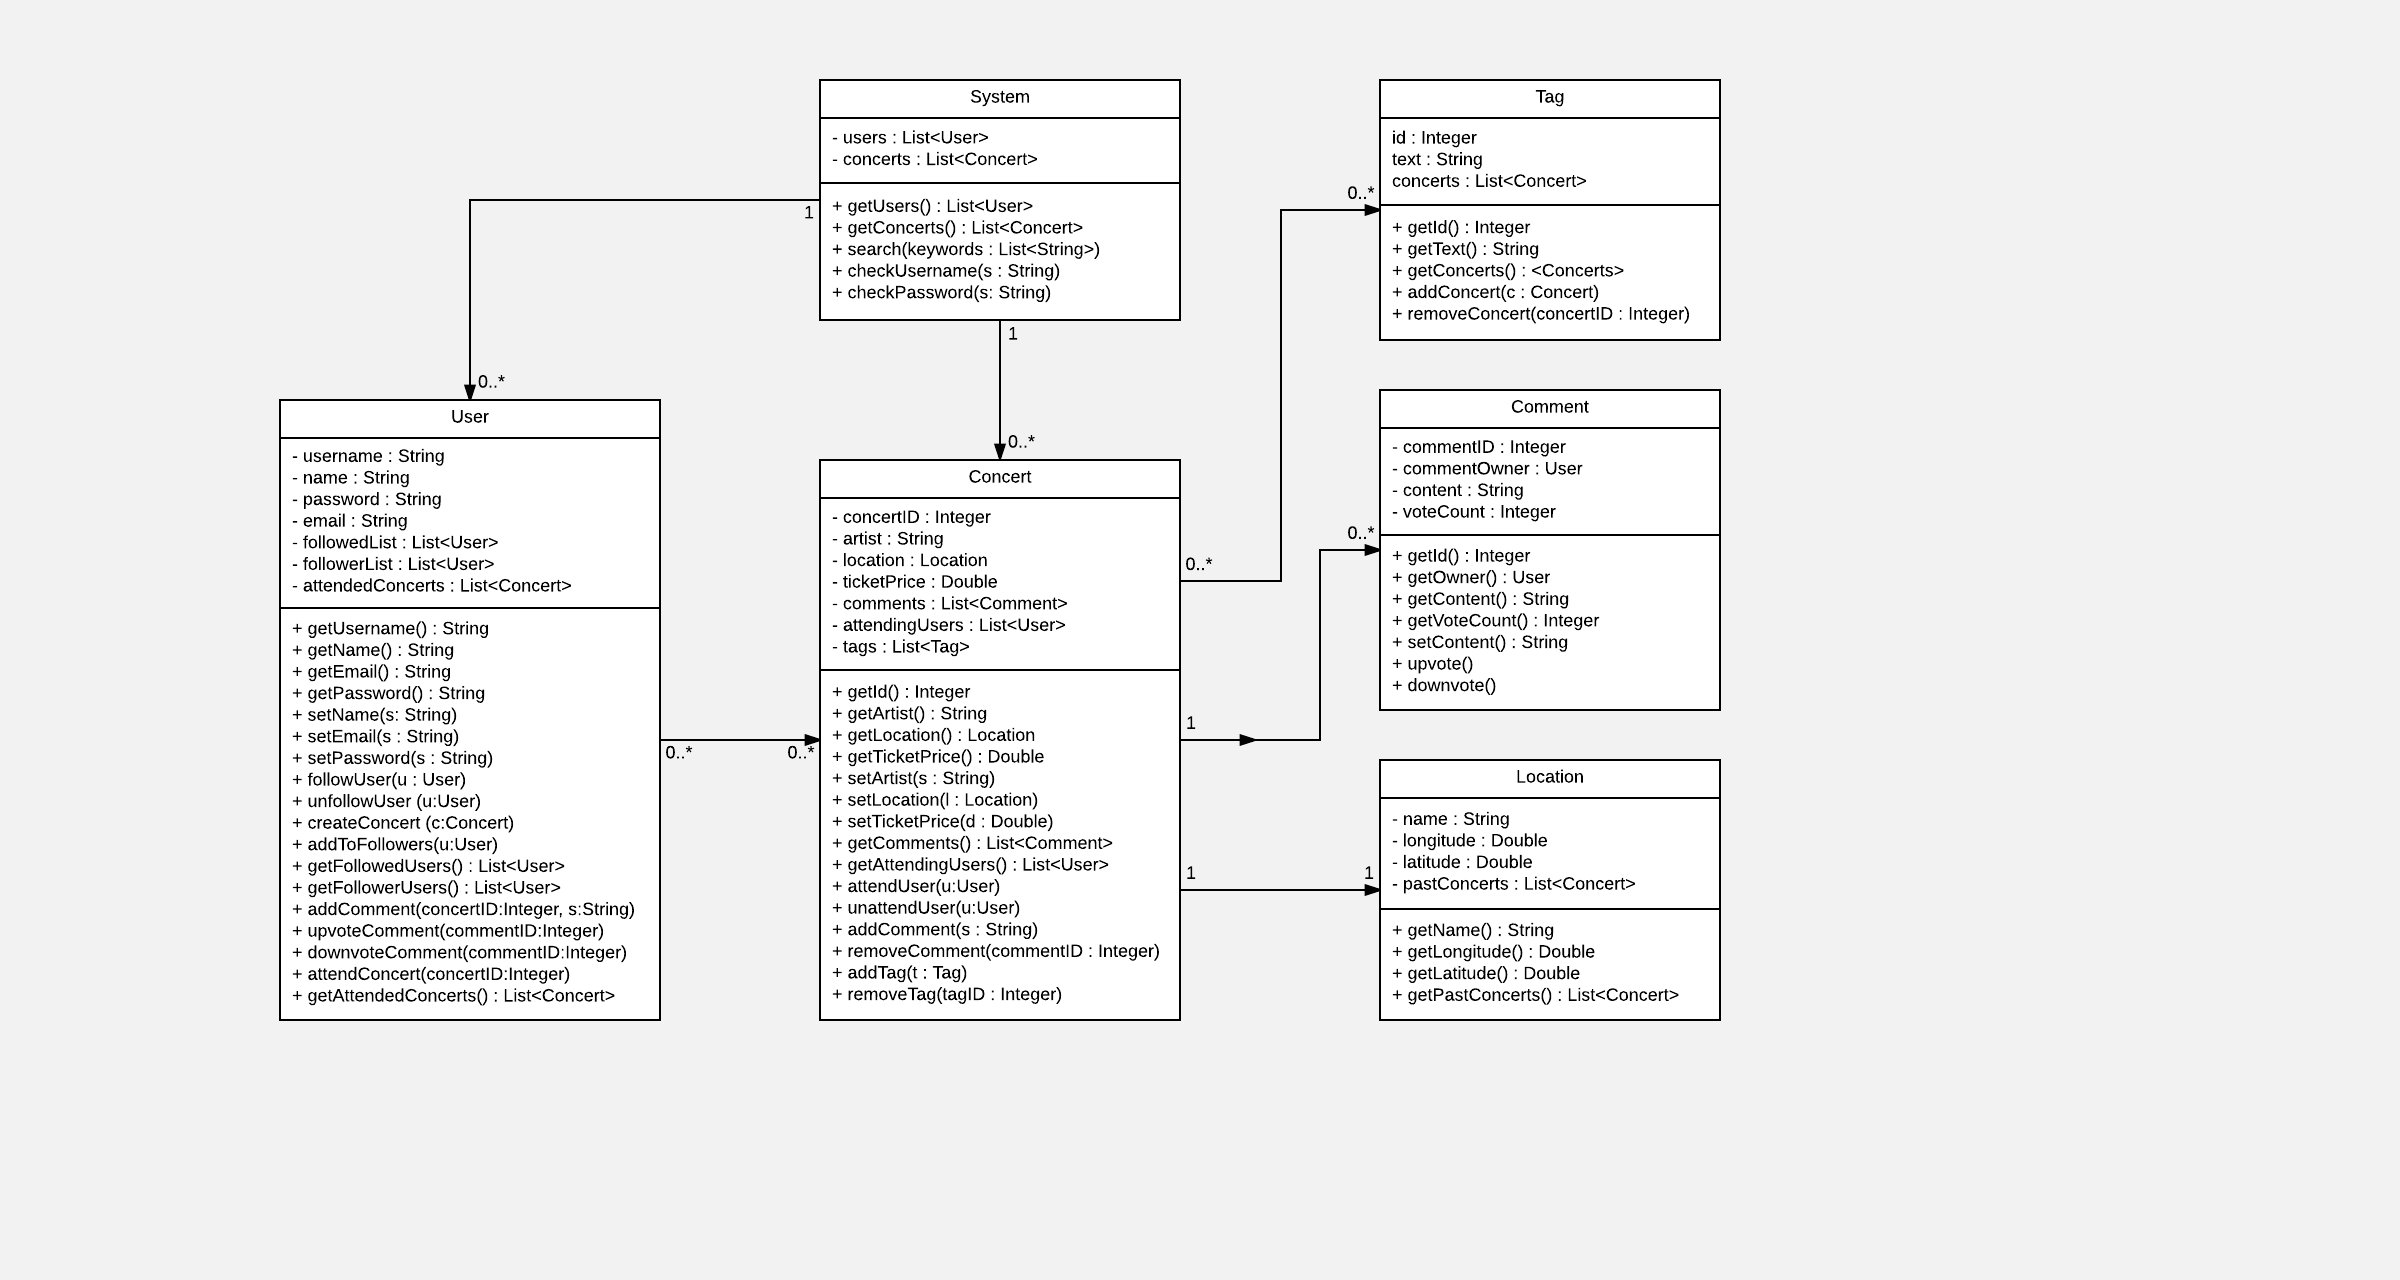 System
- users : List<User>
- concerts : List<Concert>
+ getUsers() : List<User>
+ getConcerts() : List<Concert>
+ search(keywords : List<String>)
+ checkUsername(s : String)
+ checkPassword(s: String)
1
1
0..*
0..*
Tag
id : Integer
text : String
concerts : List<Concert>
+ getId() : Integer
+ getText() : String
+ getConcerts() : <Concerts>
+ addConcert(c : Concert)
+ removeConcert(concertID : Integer)
0..*
User
- username : String
- name : String
- password : String
- email : String
- followedList : List<User>
- followerList : List<User>
- attendedConcerts : List<Concert>
+ getUsername() : String
+ getName() : String
+ getEmail() : String
+ getPassword() : String
+ setName(s: String)
+ setEmail(s : String)
+ setPassword(s : String)
+ followUser(u : User)
+ unfollowUser (u:User)
+ createConcert (c:Concert)
+ addToFollowers(u:User)
+ getFollowedUsers() : List<User>
+ getFollowerUsers() : List<User>
+ addComment(concertID:Integer, s:String)
+ upvoteComment(commentID:Integer)
+ downvoteComment(commentID:Integer)
+ attendConcert(concertID:Integer)
+ getAttendedConcerts() : List<Concert>
0..*
0..*
Concert
- concertID : Integer
- artist : String
- location : Location
- ticketPrice : Double
- comments : List<Comment>
- attendingUsers : List<User>
- tags : List<Tag>
+ getId() : Integer
+ getArtist() : String
+ getLocation() : Location
+ getTicketPrice() : Double
+ setArtist(s : String)
+ setLocation(l : Location)
+ setTicketPrice(d : Double)
+ getComments() : List<Comment>
+ getAttendingUsers() : List<User>
+ attendUser(u:User)
+ unattendUser(u:User)
+ addComment(s : String)
+ removeComment(commentID : Integer)
+ addTag(t : Tag)
+ removeTag(tagID : Integer)
0..*
1
0..*
1
1
Comment
- commentID : Integer
- commentOwner : User
- content : String
- voteCount : Integer
+ getId() : Integer
+ getOwner() : User
+ getContent() : String
+ getVoteCount() : Integer
+ setContent() : String
+ upvote()
+ downvote()
Location
- name : String
- longitude : Double
- latitude : Double
- pastConcerts : List<Concert>
+ getName() : String
+ getLongitude() : Double
+ getLatitude() : Double
+ getPastConcerts() : List<Concert>